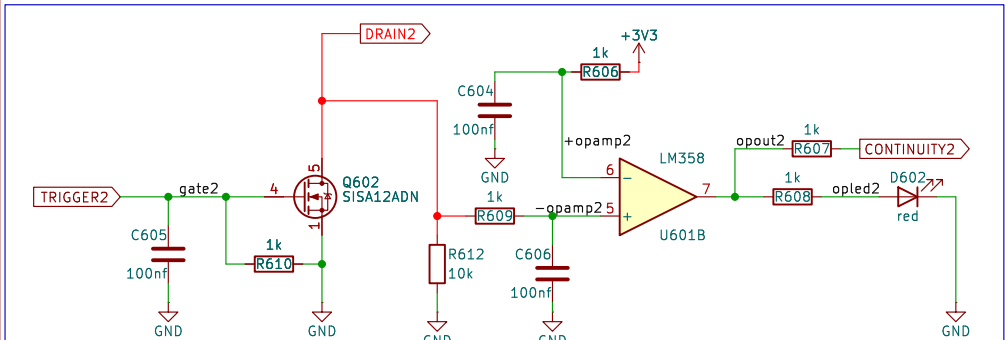 DRAIN2
+3V3
1k
R606
C604
100nf
GND
+opamp2
6
LM358
opout2
1k
R607
CONTINUITY2
TRIGGER2
gate2
4
5
1
Q602
SISA12ADN
1k
R609
-opamp2
5
7
U601B
1k
R608
opled2
D602
red
C605
100nf
1k
R610
R612
10k
C606
100nf
GND
GND
GND
GND
GND